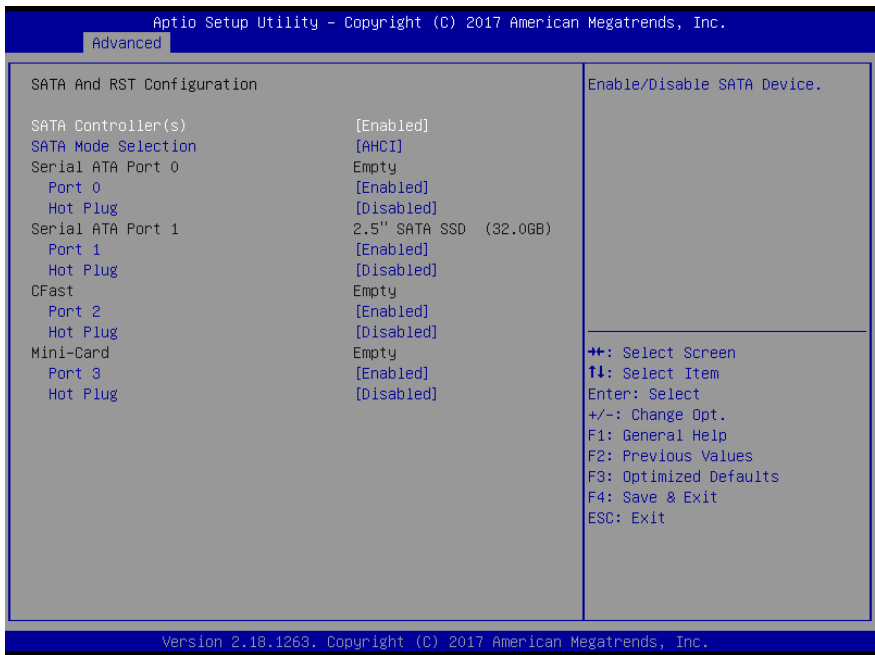 Aptio Setup Utility – Copyright (C) 2017 American Megatrends, Inc.
Advanced
SATA And RST Configuration
SATA Controller(s) [Enabled]
SATA Mode Selection [AHCI]
Serial ATA Port 0 Empty
Port 0 [Enabled]
Hot Plug [Disabled]
Serial ATA Port 1 2.5" SATA SSD (32.0GB)
Port 1 [Enabled]
Hot Plug [Disabled]
CFast Empty
Port 2 [Enabled]
Hot Plug [Disabled]
Mini-Card Empty
Port 3 [Enabled]
Hot Plug [Disabled]
Enable/Disable SATA Device.
→←: Select Screen
↑↓: Select Item
Enter: Select
+/-: Change Opt.
F1: General Help
F2: Previous Values
F3: Optimized Defaults
F4: Save & Exit
ESC: Exit
Version 2.18.1263. Copyright (C) 2017 American Megatrends, Inc.